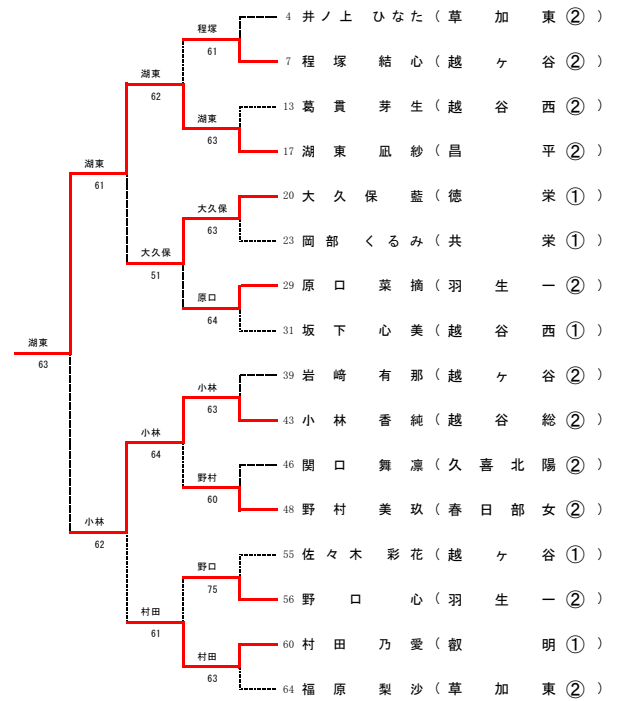 4 井ノ上 ひなた ( 草加東 ② )
程塚
61
7 程塚 結心 ( 越ヶ谷 ② )
湖東
62
13 葛貫 芽生 ( 越谷西 ② )
湖東
63
17 湖東 凪紗 ( 昌平 ② )
湖東
61
20 大久保 藍 ( 徳栄 ① )
大久保
63
23 岡部 くるみ ( 共栄 ① )
大久保
51
29 原口 菜摘 ( 羽生一 ② )
原口
64
31 坂下 心美 ( 越谷西 ① )
湖東
63
39 岩﨑 有那 ( 越ヶ谷 ② )
小林
63
43 小林 香純 ( 越谷総 ② )
小林
64
46 関口 舞凛 ( 久喜北陽 ② )
野村
60
48 野村 美玖 ( 春日部女 ② )
小林
62
55 佐々木 彩花 ( 越ヶ谷 ① )
野口
75
56 野口 心 ( 羽生一 ② )
村田
61
60 村田 乃愛 ( 叡明 ① )
村田
63
64 福原 梨沙 ( 草加東 ② )